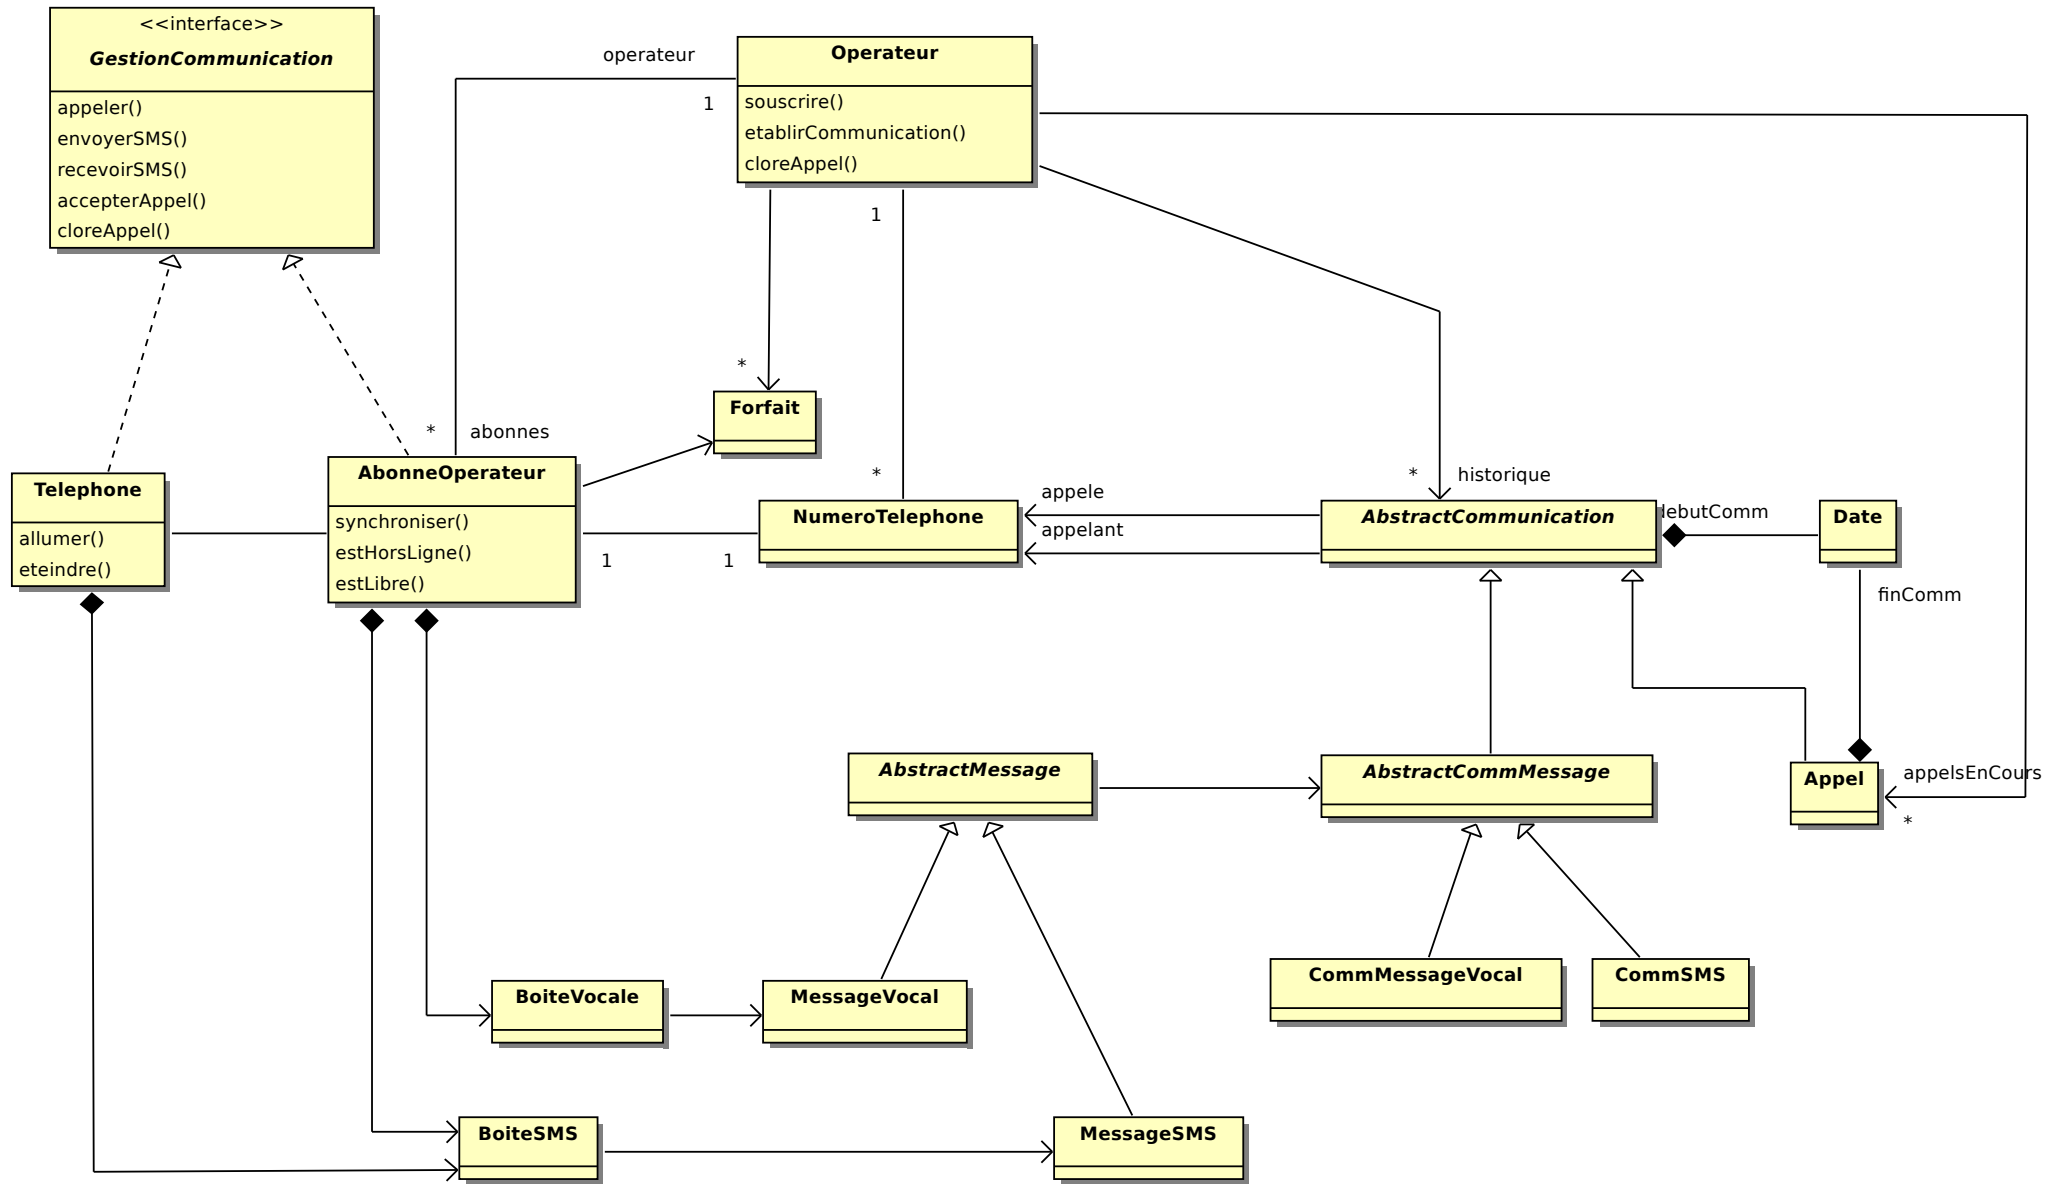 <<interface>>
GestionCommunication
appeler()
envoyerSMS()
recevoirSMS()
accepterAppel()
cloreAppel()
operateur
1
Operateur
souscrire()
etablirCommunication()
cloreAppel()
1
*
Forfait
*
abonnes
Telephone
allumer()
eteindre()
AbonneOperateur
synchroniser()
estHorsLigne()
estLibre()
1
1
*
NumeroTelephone
appele
appelant
*
historique
AbstractCommunication
debutComm
Date
finComm
AbstractMessage
AbstractCommMessage
Appel
appelsEnCours
*
CommMessageVocal
CommSMS
BoiteVocale
MessageVocal
BoiteSMS
MessageSMS